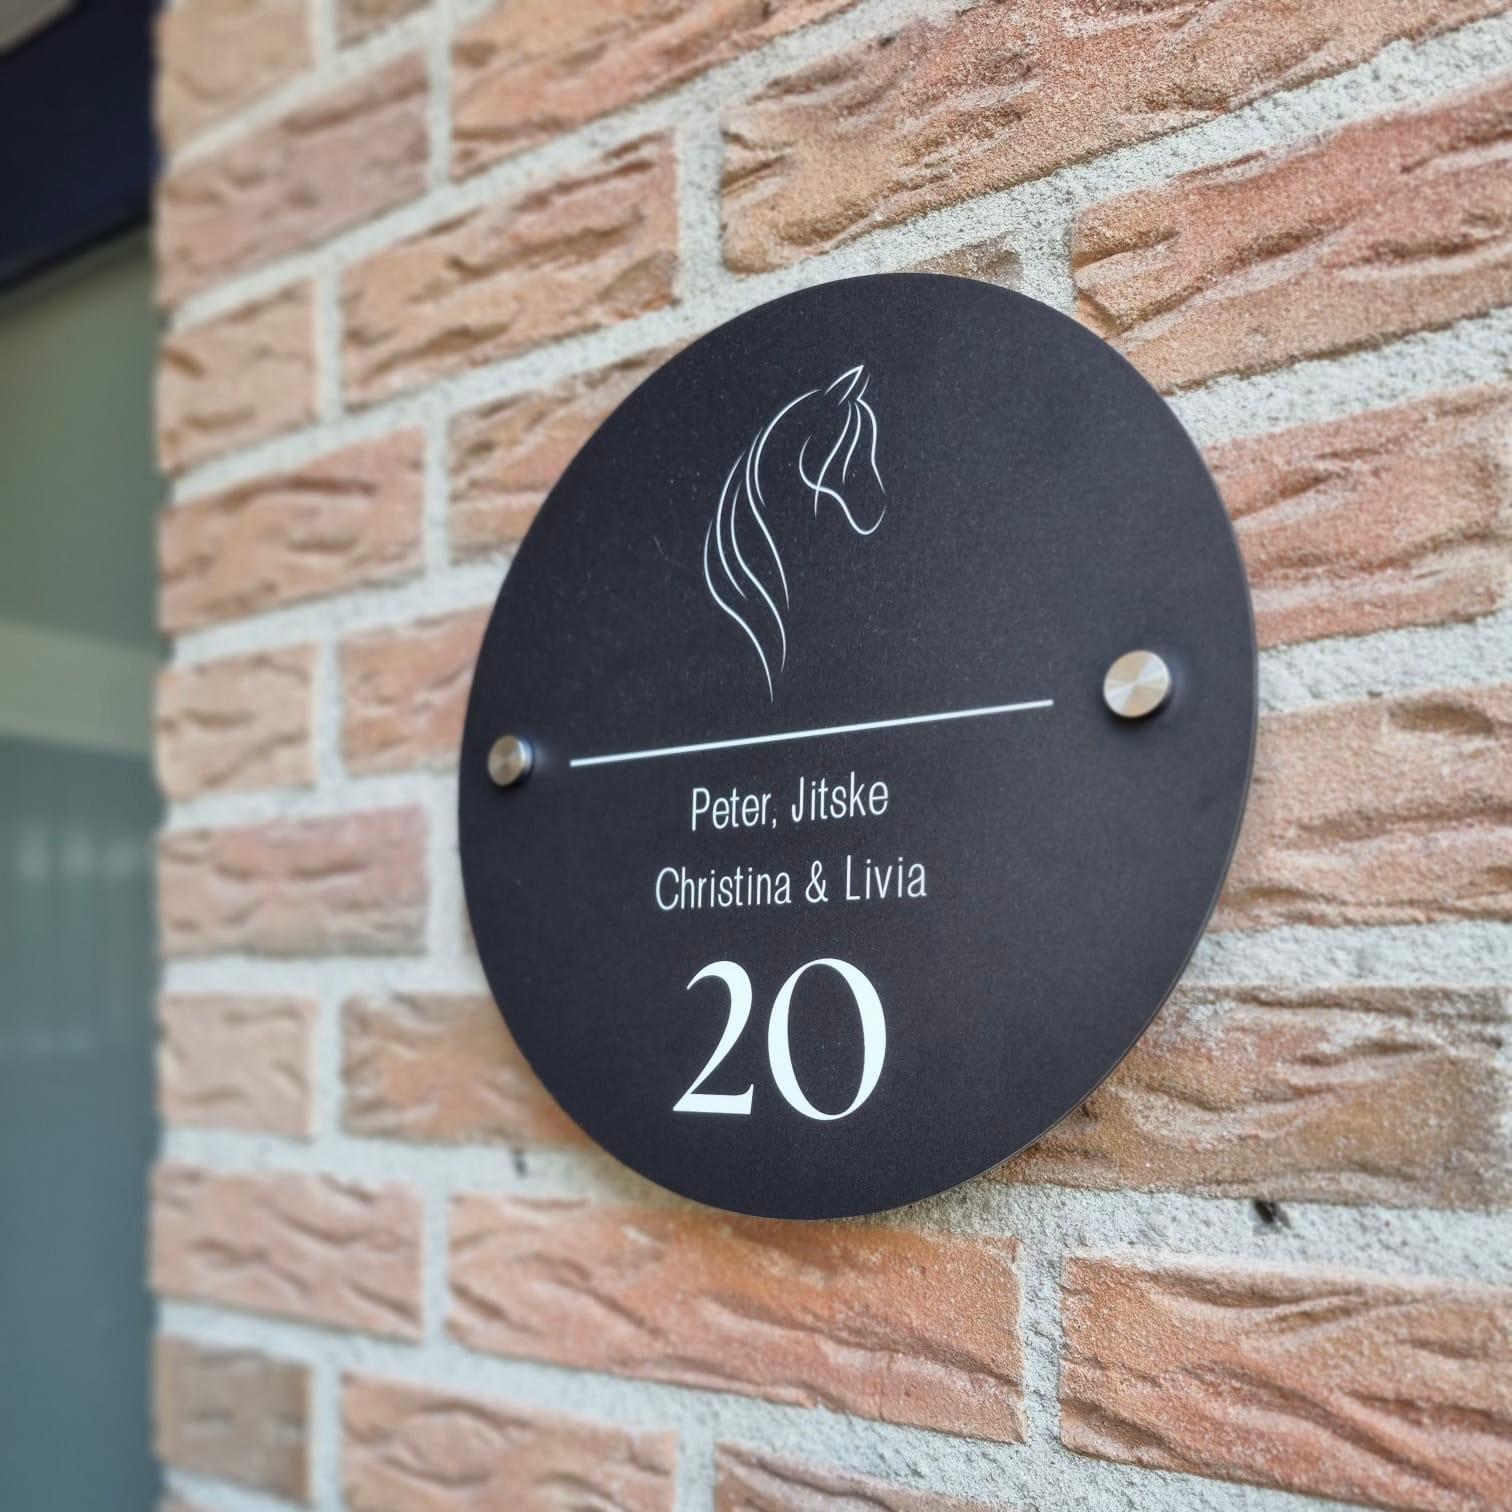 Peter, Jitske
Christina & Livia
20